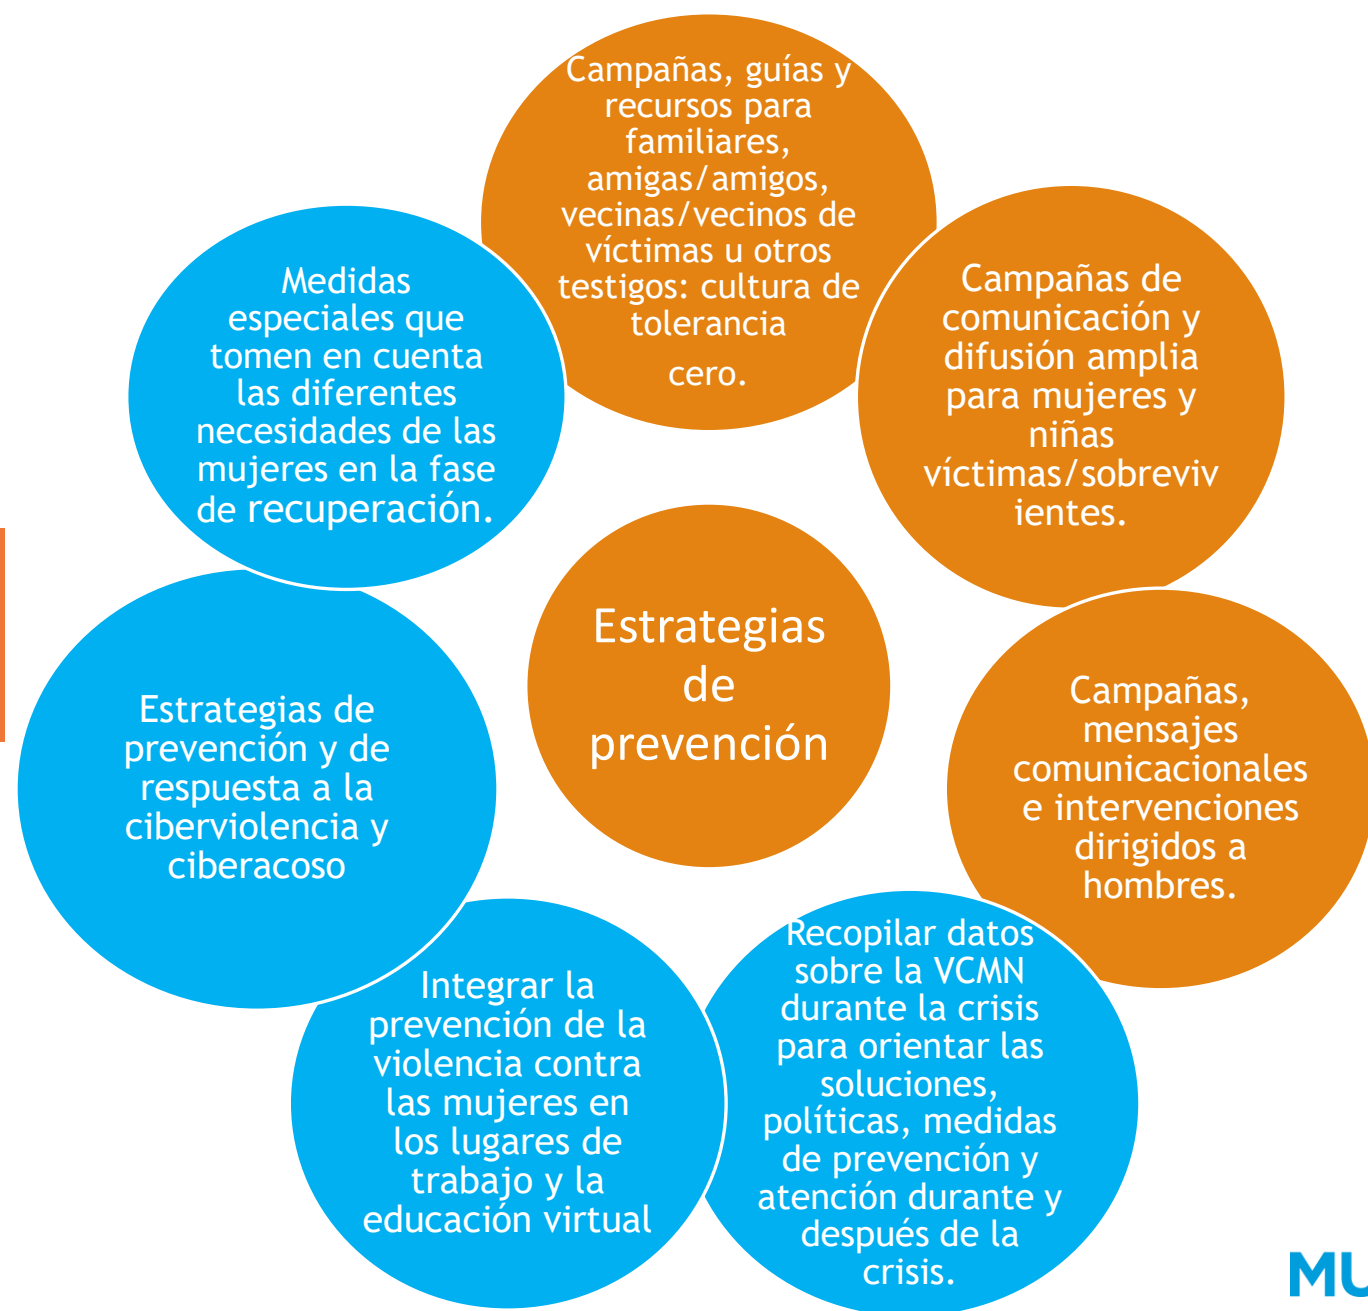 Campañas, guías y
recursos para
familiares,
amigas/amigos,
vecinas/vecinos de
víctimas u otros
testigos: cultura de
tolerancia
cero.
Campañas de
comunicación y
difusión amplia
para mujeres y
niñas
víctimas/sobreviv
ientes.
Campañas,
mensajes
comunicacionales
e intervenciones
dirigidos a
hombres.
Recopilar datos
sobre la VCMN
durante la crisis
para orientar las
soluciones,
políticas, medidas
de prevención y
atención durante y
después de la
crisis.
Integrar la
prevención de la
violencia contra
las mujeres en
los lugares de
trabajo y la
educación virtual
Estrategias de
prevención y de
respuesta a la
ciberviolencia y
ciberacoso
Medidas
especiales que
tomen en cuenta
las diferentes
necesidades de las
mujeres en la fase
de recuperación.
Estrategias
de
prevención
MU